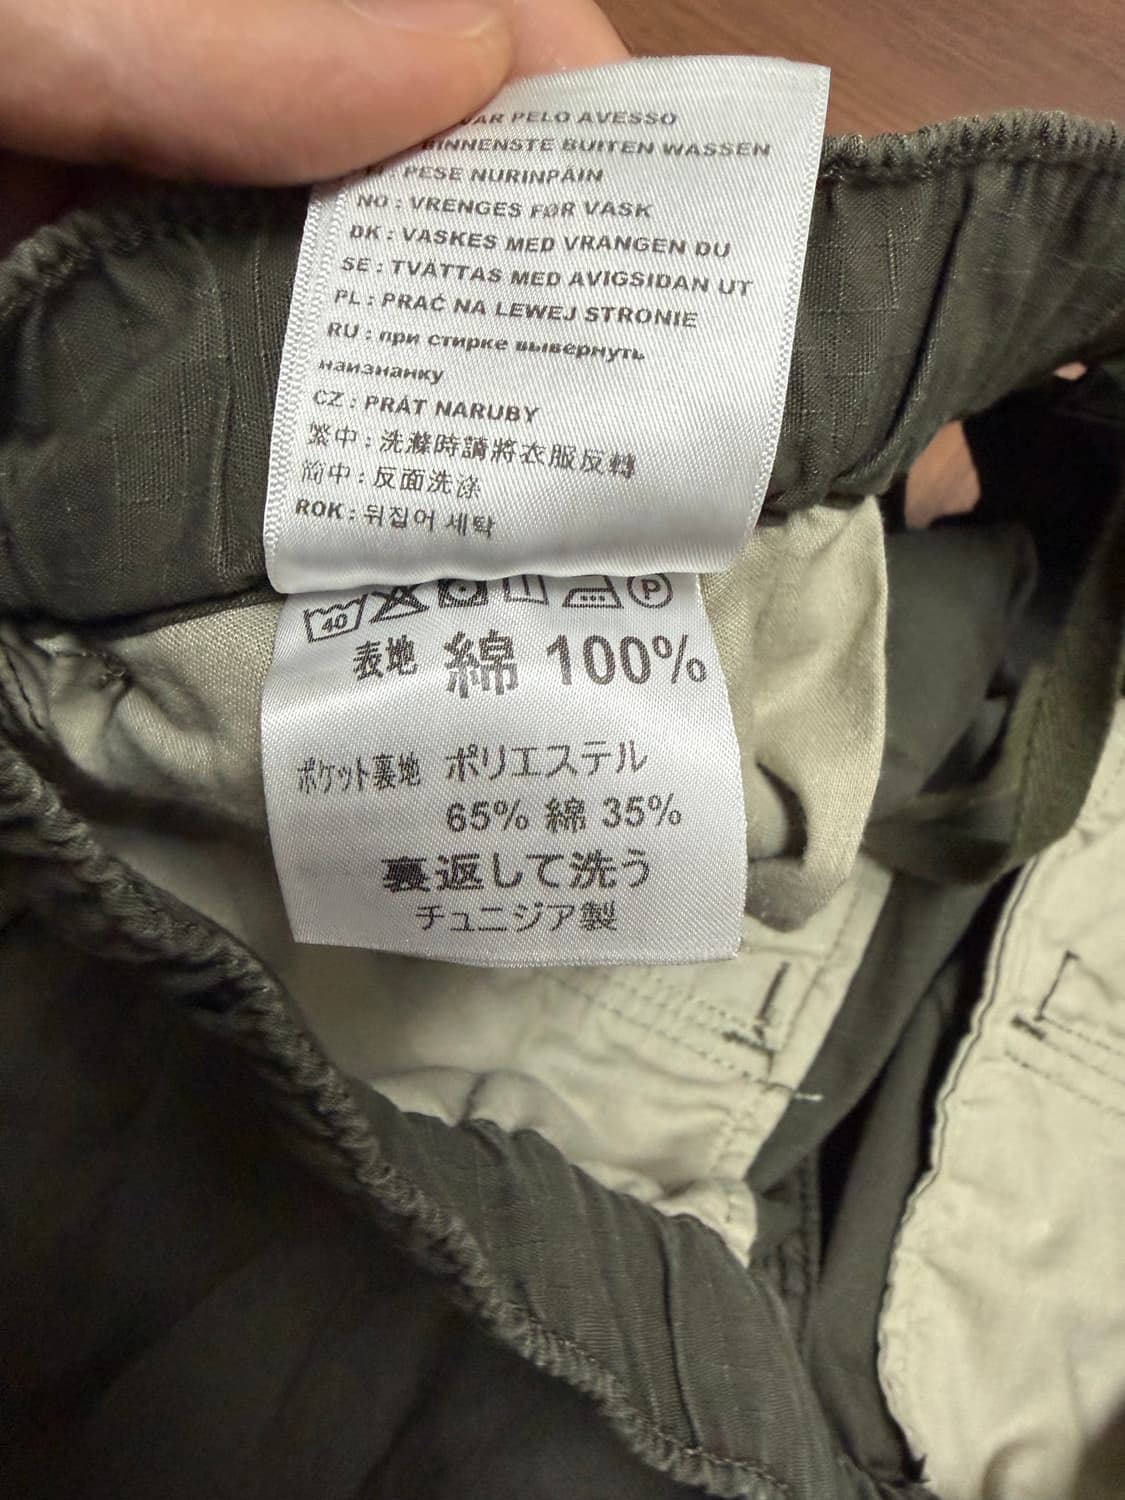 PELO AVESSO
BINNENSTE BUITEN WASSEN
: PESE NURINPÄIN
NO : VRENGES FØR VASK
DK : VASKES MED VRANGEN DU
SE : TVÄTTAS MED AVIGSIDAN UT
PL : PRAĆ NA LEWEJ STRONIE
RU : при стирке вывернуть
наизнанку
CZ : PRÁT NARUBY
繁中 : 洗滌時請將衣服反轉
简中 : 反面洗涤
ROK : 뒤집어 세탁
40 P
表地 綿 100%
ポケット裏地 ポリエステル
65% 綿 35%
裏返して洗う
チュニジア製